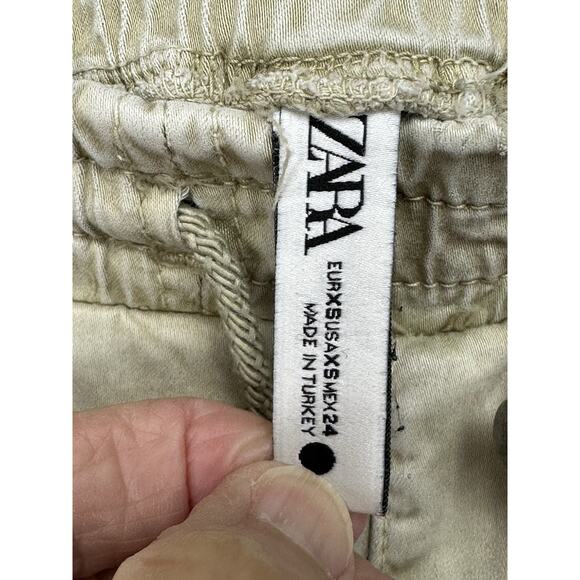 ZARA
EUR XS USA XS MEX 24
MADE IN TURKEY